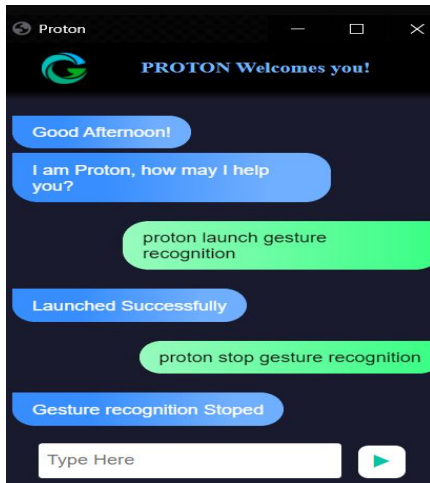 Proton
PROTON Welcomes you!
Good Afternoon!
I am Proton, how may I help
you?
proton launch gesture
recognition
Launched Successfully
proton stop gesture recognition
Gesture recognition Stoped
Type Here